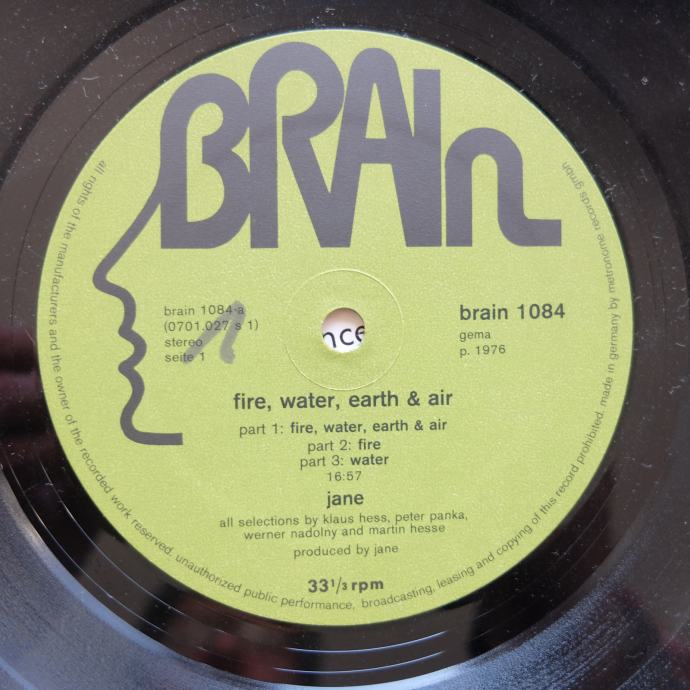 BRAIn
brain 1084-a
(0701.027 s 1)
stereo
seite 1
nce
brain 1084
gema
p. 1976
fire, water, earth & air
part 1: fire, water, earth & air
part 2: fire
part 3: water
16:57
jane
all selections by klaus hess, peter panka,
werner nadolny and martin hesse
produced by jane
33 1/3 rpm
all rights of the manufacturers and the owner of the recorded work reserved. unauthorized public performance, broadcasting, leasing and copying of this record prohibited. made in germany by metronome records gmbh